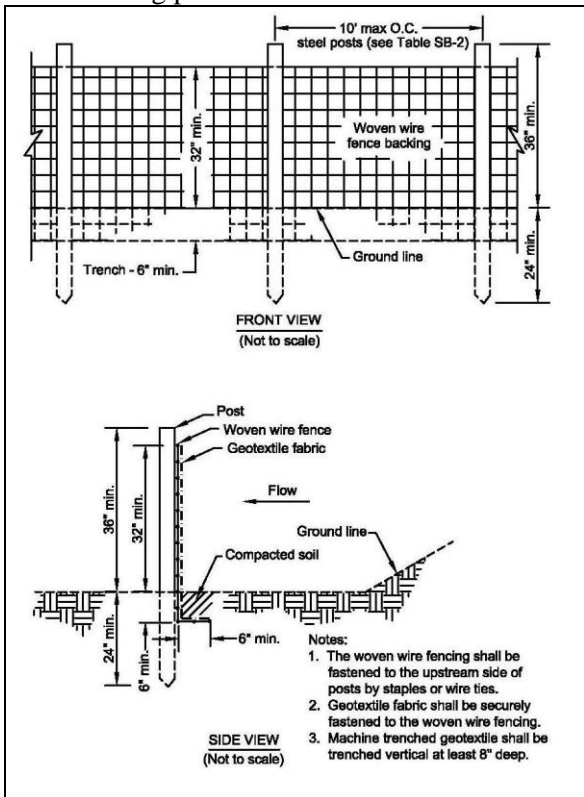 10' max O.C.
steel posts (see Table SB-2)
32" min.
Woven wire
fence backing
36" min.
24" min.
Trench - 6" min.
Ground line
FRONT VIEW
(Not to scale)
Post
Woven wire fence
Geotextile fabric
36" min.
32" min.
Flow
Ground line
Compacted soil
24" min.
6" min.
6" min.
SIDE VIEW
(Not to scale)
Notes:
1. The woven wire fencing shall be
fastened to the upstream side of
posts by staples or wire ties.
2. Geotextile fabric shall be securely
fastened to the woven wire fencing.
3. Machine trenched geotextile shall be
trenched vertical at least 8" deep.